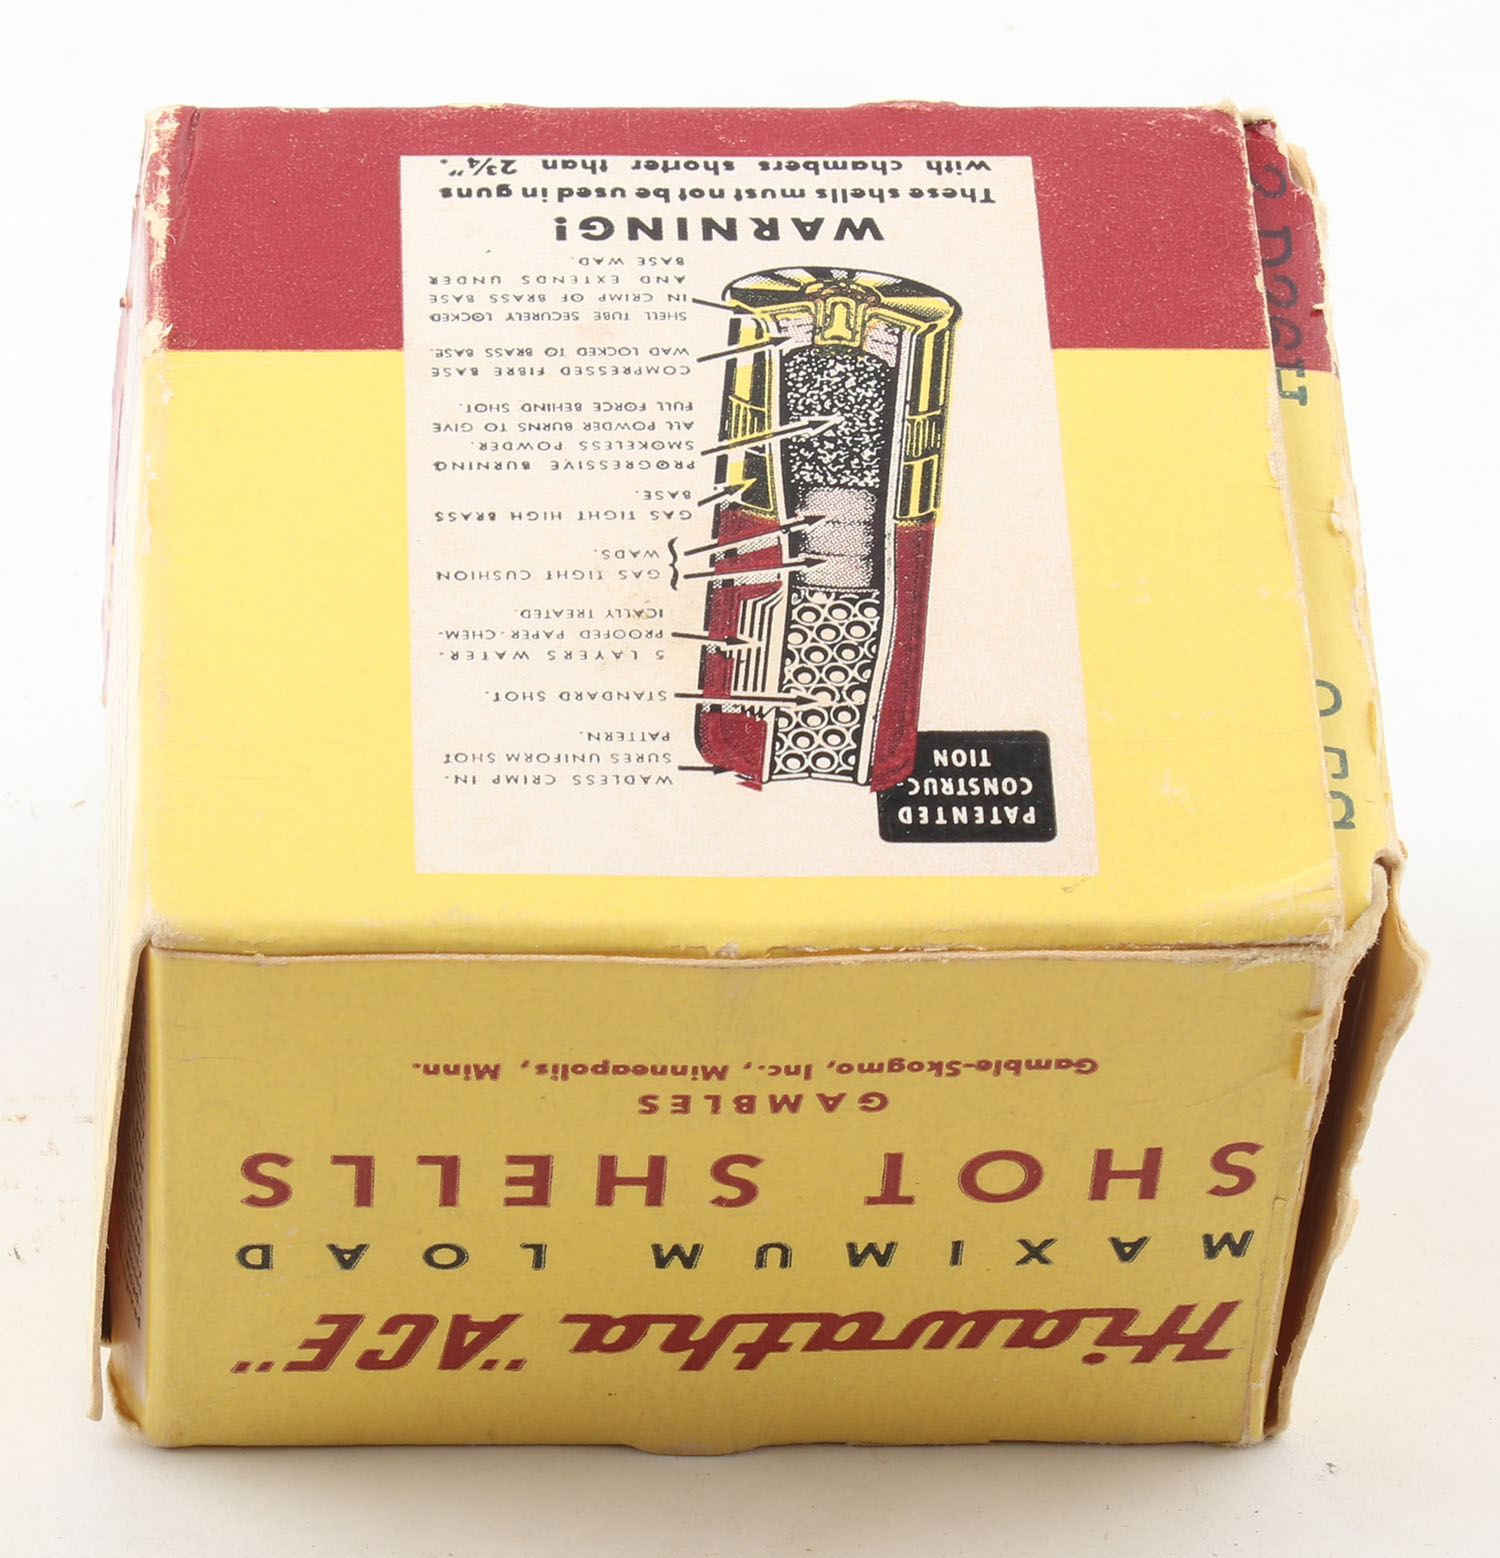 Hiawatha "ACE"
MAXIMUM LOAD
SHOT SHELLS
GAMBLES
Gamble-Skogmo, Inc., Minneapolis, Minn.
PATENTED
CONSTRUC-
TION
WADLESS CRIMP IN-
SURES UNIFORM SHOT
PATTERN.
STANDARD SHOT.
5 LAYERS WATER-
PROOFED PAPER-CHEM-
ICALLY TREATED.
GAS TIGHT CUSHION
WADS.
GAS TIGHT HIGH BRASS
BASE.
PROGRESSIVE BURNING
SMOKELESS POWDER.
ALL POWDER BURNS TO GIVE
FULL FORCE BEHIND SHOT.
COMPRESSED FIBRE BASE
WAD LOCKED TO BRASS BASE.
SHELL TUBE SECURELY LOCKED
IN CRIMP OF BRASS BASE
AND EXTENDS UNDER
BASE WAD.
WARNING!
These shells must not be used in guns
with chambers shorter than 2¾".